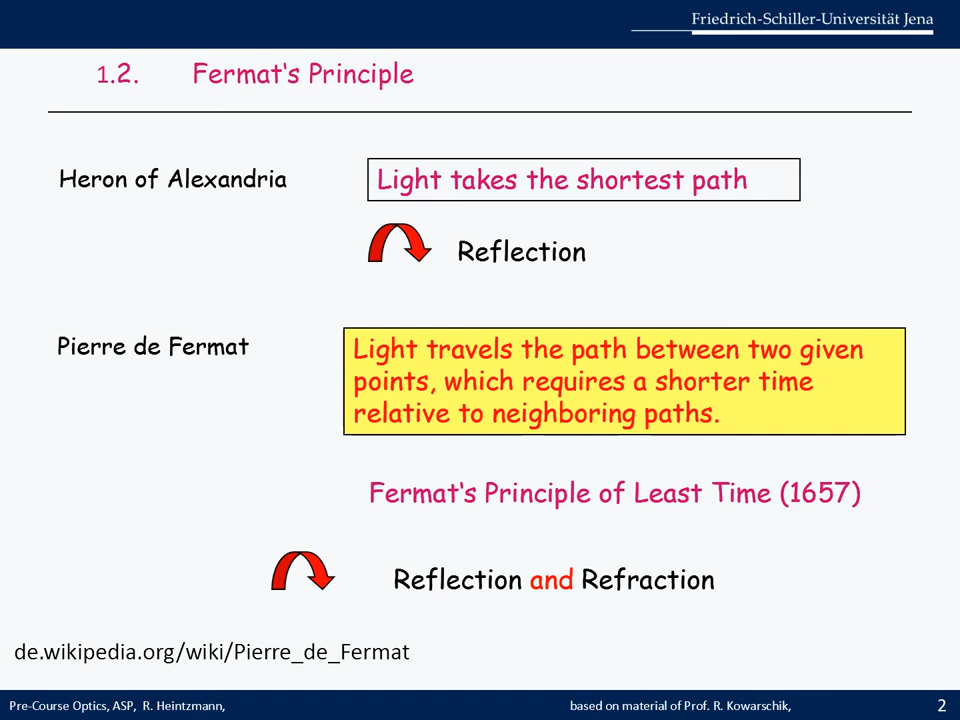 Friedrich-Schiller-Universität Jena
1.2. Fermat‘s Principle
Heron of Alexandria
Light takes the shortest path
Reflection
Pierre de Fermat
Light travels the path between two given
points, which requires a shorter time
relative to neighboring paths.
Fermat‘s Principle of Least Time (1657)
Reflection and Refraction
de.wikipedia.org/wiki/Pierre_de_Fermat
Pre-Course Optics, ASP, R. Heintzmann, based on material of Prof. R. Kowarschik, 2